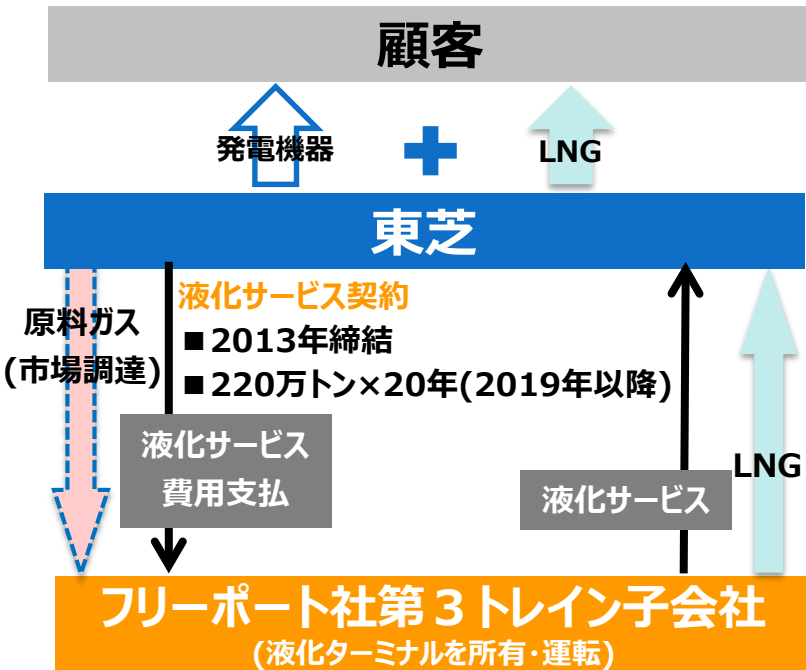 顧客
発電機器
LNG
東芝
原料ガス
(市場調達)
液化サービス契約
■2013年締結
■220万トン×20年(2019年以降)
液化サービス
費用支払
液化サービス
LNG
フリーポート社第３トレイン子会社
(液化ターミナルを所有・運転)